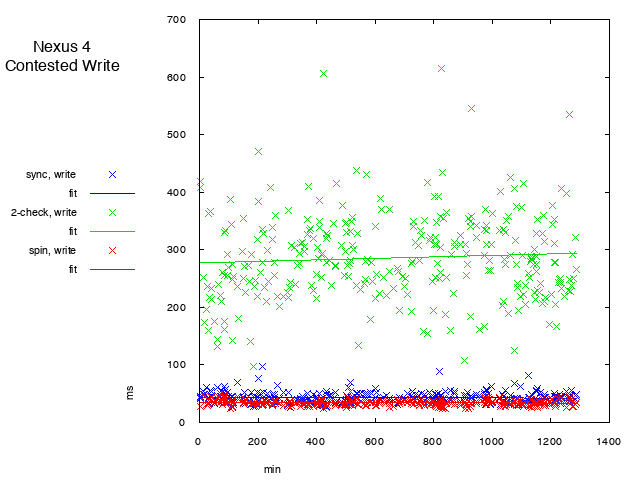 Nexus 4
Contested Write
sync, write
fit
2-check, write
fit
spin, write
fit
700
600
500
400
300
200
100
0
ms
0
200
400
600
800
1000
1200
1400
min